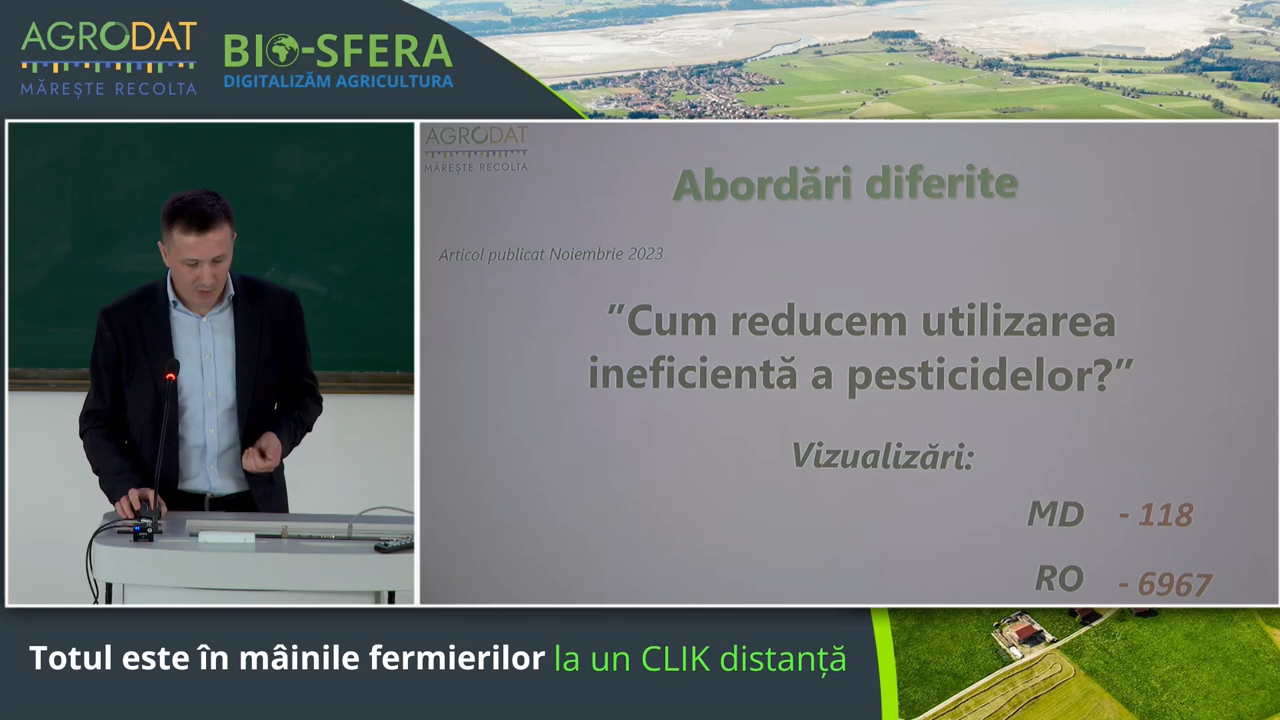 AGRODAT
MĂREȘTE RECOLTA
BIO-SFERA
DIGITALIZĂM AGRICULTURA
AGRODAT
MĂREȘTE RECOLTA
Abordări diferite
Articol publicat Noiembrie 2023
”Cum reducem utilizarea
ineficientă a pesticidelor?”
Vizualizări:
MD - 118
RO - 6967
Totul este în mâinile fermierilor la un CLIK distanță